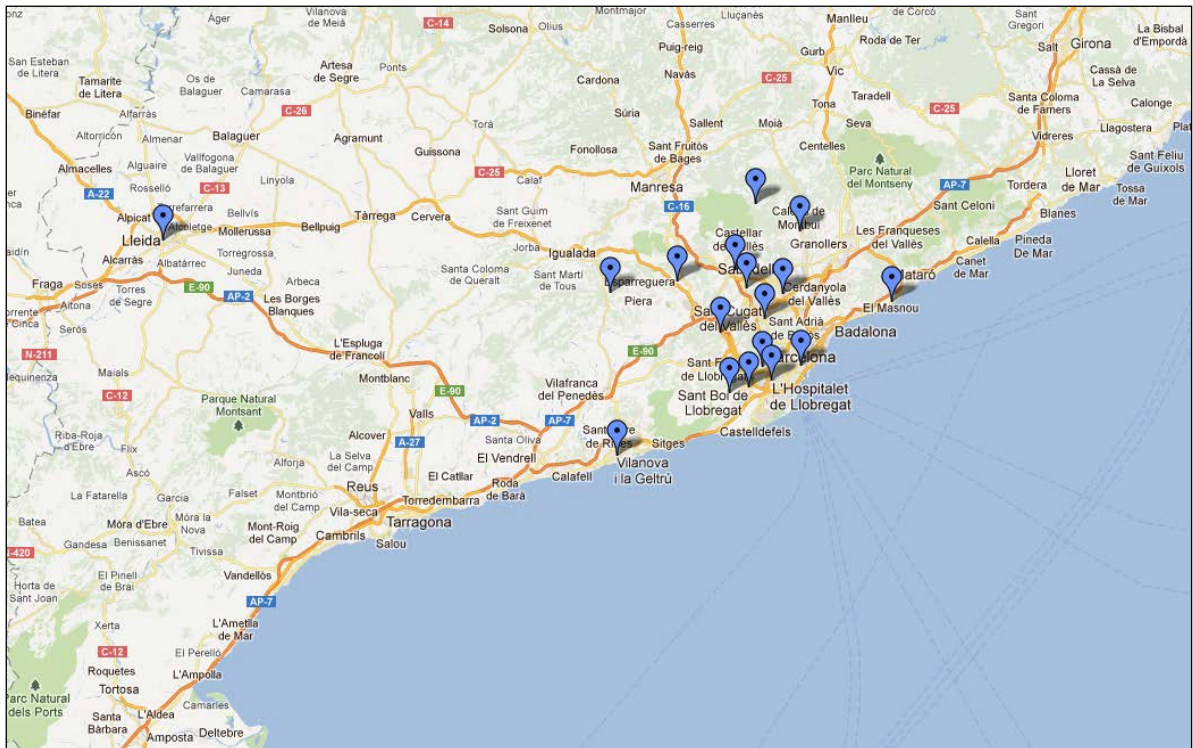 Àger
Vilanova
de Meià
C-14
Solsona
Olius
Montmajor
Casserres
Lluçanès
Manlleu
de Corcó
Sant
Gregori
La Bisbal
d'Empordà
Puig-reig
Gurb
Roda de Ter
Salt
Girona
San Esteban
de Litera
Tamarite
de Litera
Os de
Balaguer
Camarasa
Artesa
de Segre
Ponts
Cardona
Navàs
C-25
Vic
Cassà de
La Selva
Binéfar
Alfarràs
C-26
Torà
Súria
Sallent
Moià
Tona
Taradell
C-25
Santa Coloma
de Farners
Calonge
Altorricón
Almenar
Balaguer
Agramunt
Seva
Vidreres
Llagostera
Plat
Alguaire
Vallfogona
de Balaguer
Guissona
Fonollosa
Sant Fruitós
de Bages
Centelles
Parc Natural
del Montseny
Sant Feliu
de Guíxols
Almacelles
Rosselló
C-13
Linyola
C-25
Calaf
Manresa
AP-7
Tordera
Lloret
de Mar
Tossa
de Mar
A-22
Alpicat
Torrefarrera
Bellvís
Tàrrega
Cervera
Sant Guim
de Freixenet
C-16
Sant Celoni
Blanes
Alcoletge
Mollerussa
Bellpuig
Castellar
del Vallès
Granollers
Les Franqueses
del Vallès
Calella
Pineda
De Mar
Lleida
Torregrossa
Jorba
Igualada
Canet
de Mar
Alcarràs
Albatàrrec
Juneda
Santa Coloma
de Queralt
Sant Martí
de Tous
Esparreguera
Cerdanyola
del Vallès
Fraga
Soses
Torres
de Segre
E-90
AP-2
Les Borges
Blanques
Piera
El Masnou
Aitona
Serós
Sant Cugat
del Vallès
Sant Adrià
Badalona
N-211
Maials
L'Espluga
de Francolí
E-90
Barcelona
C-12
Montblanc
Vilafranca
del Penedès
de Llobregat
L'Hospitalet
de Llobregat
Parque Natural
Montsant
E-90
Valls
AP-2
AP-7
Sant Boi de
Llobregat
Castelldefels
Riba-Roja
d'Ebre
Flix
Alcover
A-27
Santa Oliva
Sitges
Ascó
La Selva
del Camp
El Vendrell
Vilanova
i la Geltrú
Alforja
El Catllar
Calafell
La Fatarella
Garcia
Falset
Montbrió
del Camp
Reus
Roda
de Barà
Torredembarra
Batea
Móra d'Ebre
Móra la
Nova
Vila-seca
Tarragona
Gandesa
Benissanet
Mont-Roig
del Camp
Cambrils
Salou
N-420
Tivissa
El Pinell
de Brai
Vandellòs
Horta de
Sant Joan
AP-7
Xerta
L'Ametlla
de Mar
C-12
El Perelló
Roquetes
L'Ampolla
Parc Natural
dels Ports
Tortosa
Camarles
Santa
Bàrbara
L'Aldea
Amposta
Deltebre